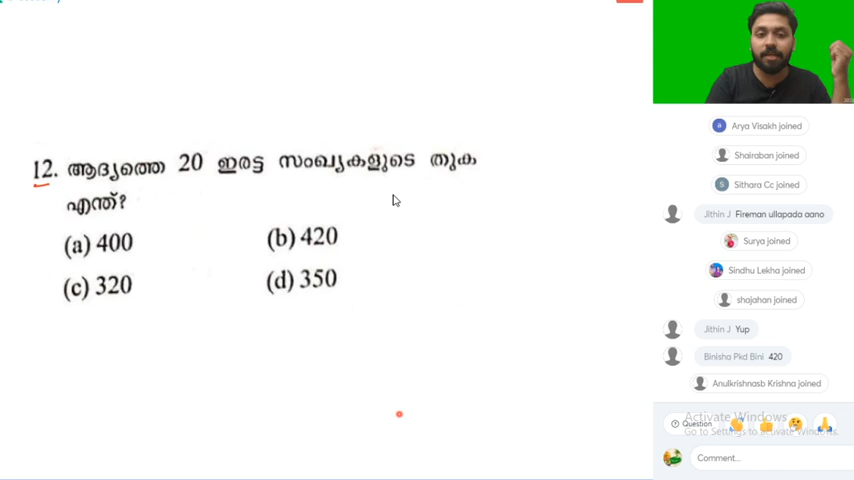 12. ആദ്യത്തെ 20 ഇരട്ട സംഖ്യകളുടെ തുക
എന്ത്?
(a) 400 (b) 420
(c) 320 (d) 350
a Arya Visakh joined
Shairaban joined
S Sithara Cc joined
Jithin J Fireman ullapada aano
Surya joined
Sindhu Lekha joined
shajahan joined
Jithin J Yup
Binisha Pkd Bini 420
Anulkrishnasb Krishna joined
Activate Windows
Question
Go to Settings to activate Windows.
Comment...